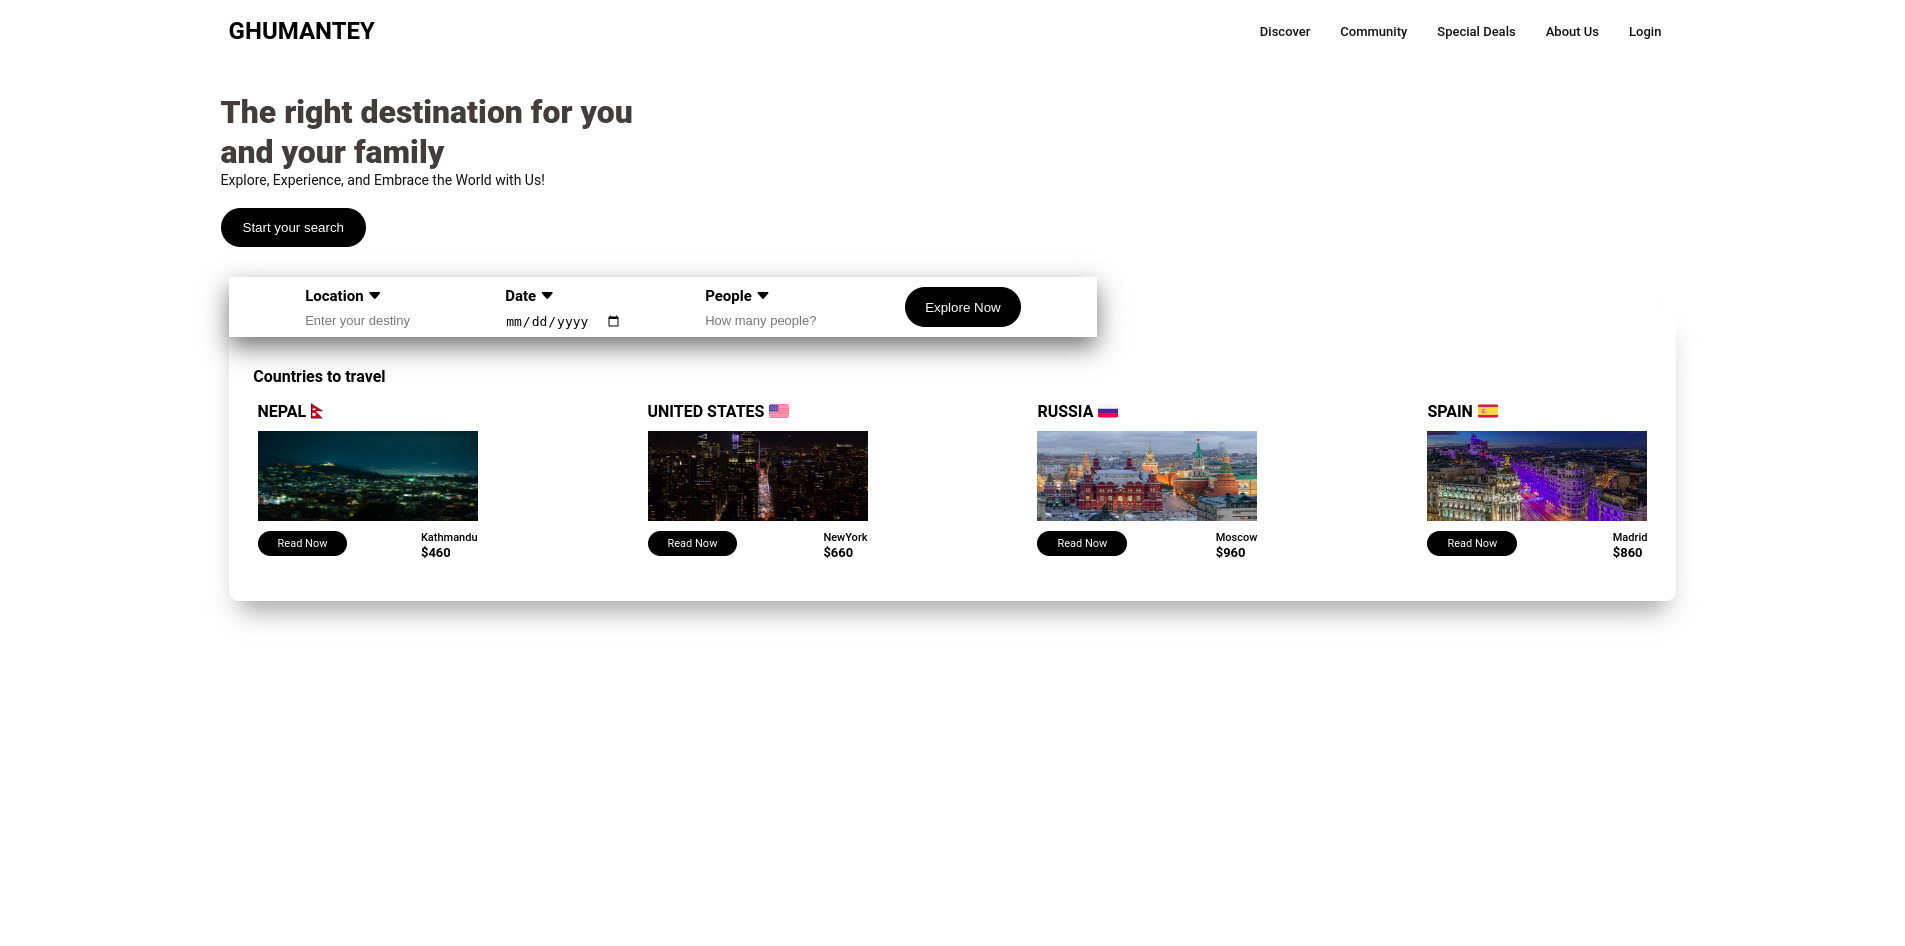 GHUMANTEY
Discover Community Special Deals About Us Login
The right destination for you
and your family
Explore, Experience, and Embrace the World with Us!
Start your search
Location Date People
Enter your destiny mm/dd/yyyy How many people? Explore Now
Countries to travel
NEPAL UNITED STATES RUSSIA SPAIN
Read Now Kathmandu Read Now NewYork Read Now Moscow Read Now Madrid
$460 $660 $960 $860